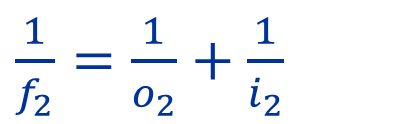 1/f₂ = 1/o₂ + 1/i₂